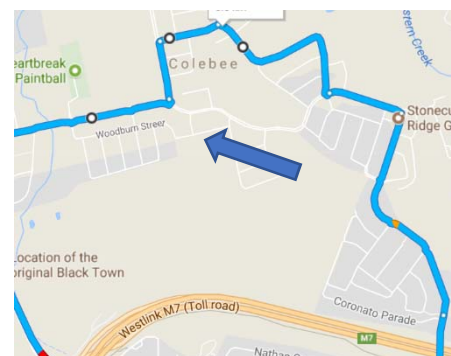 stern Creek
eartbreak
Paintball
Colebee
Stonecu
Ridge G
Woodburn Street
Location of the
original Black Town
Coronato Parade
Westlink M7 (Toll road)
M7